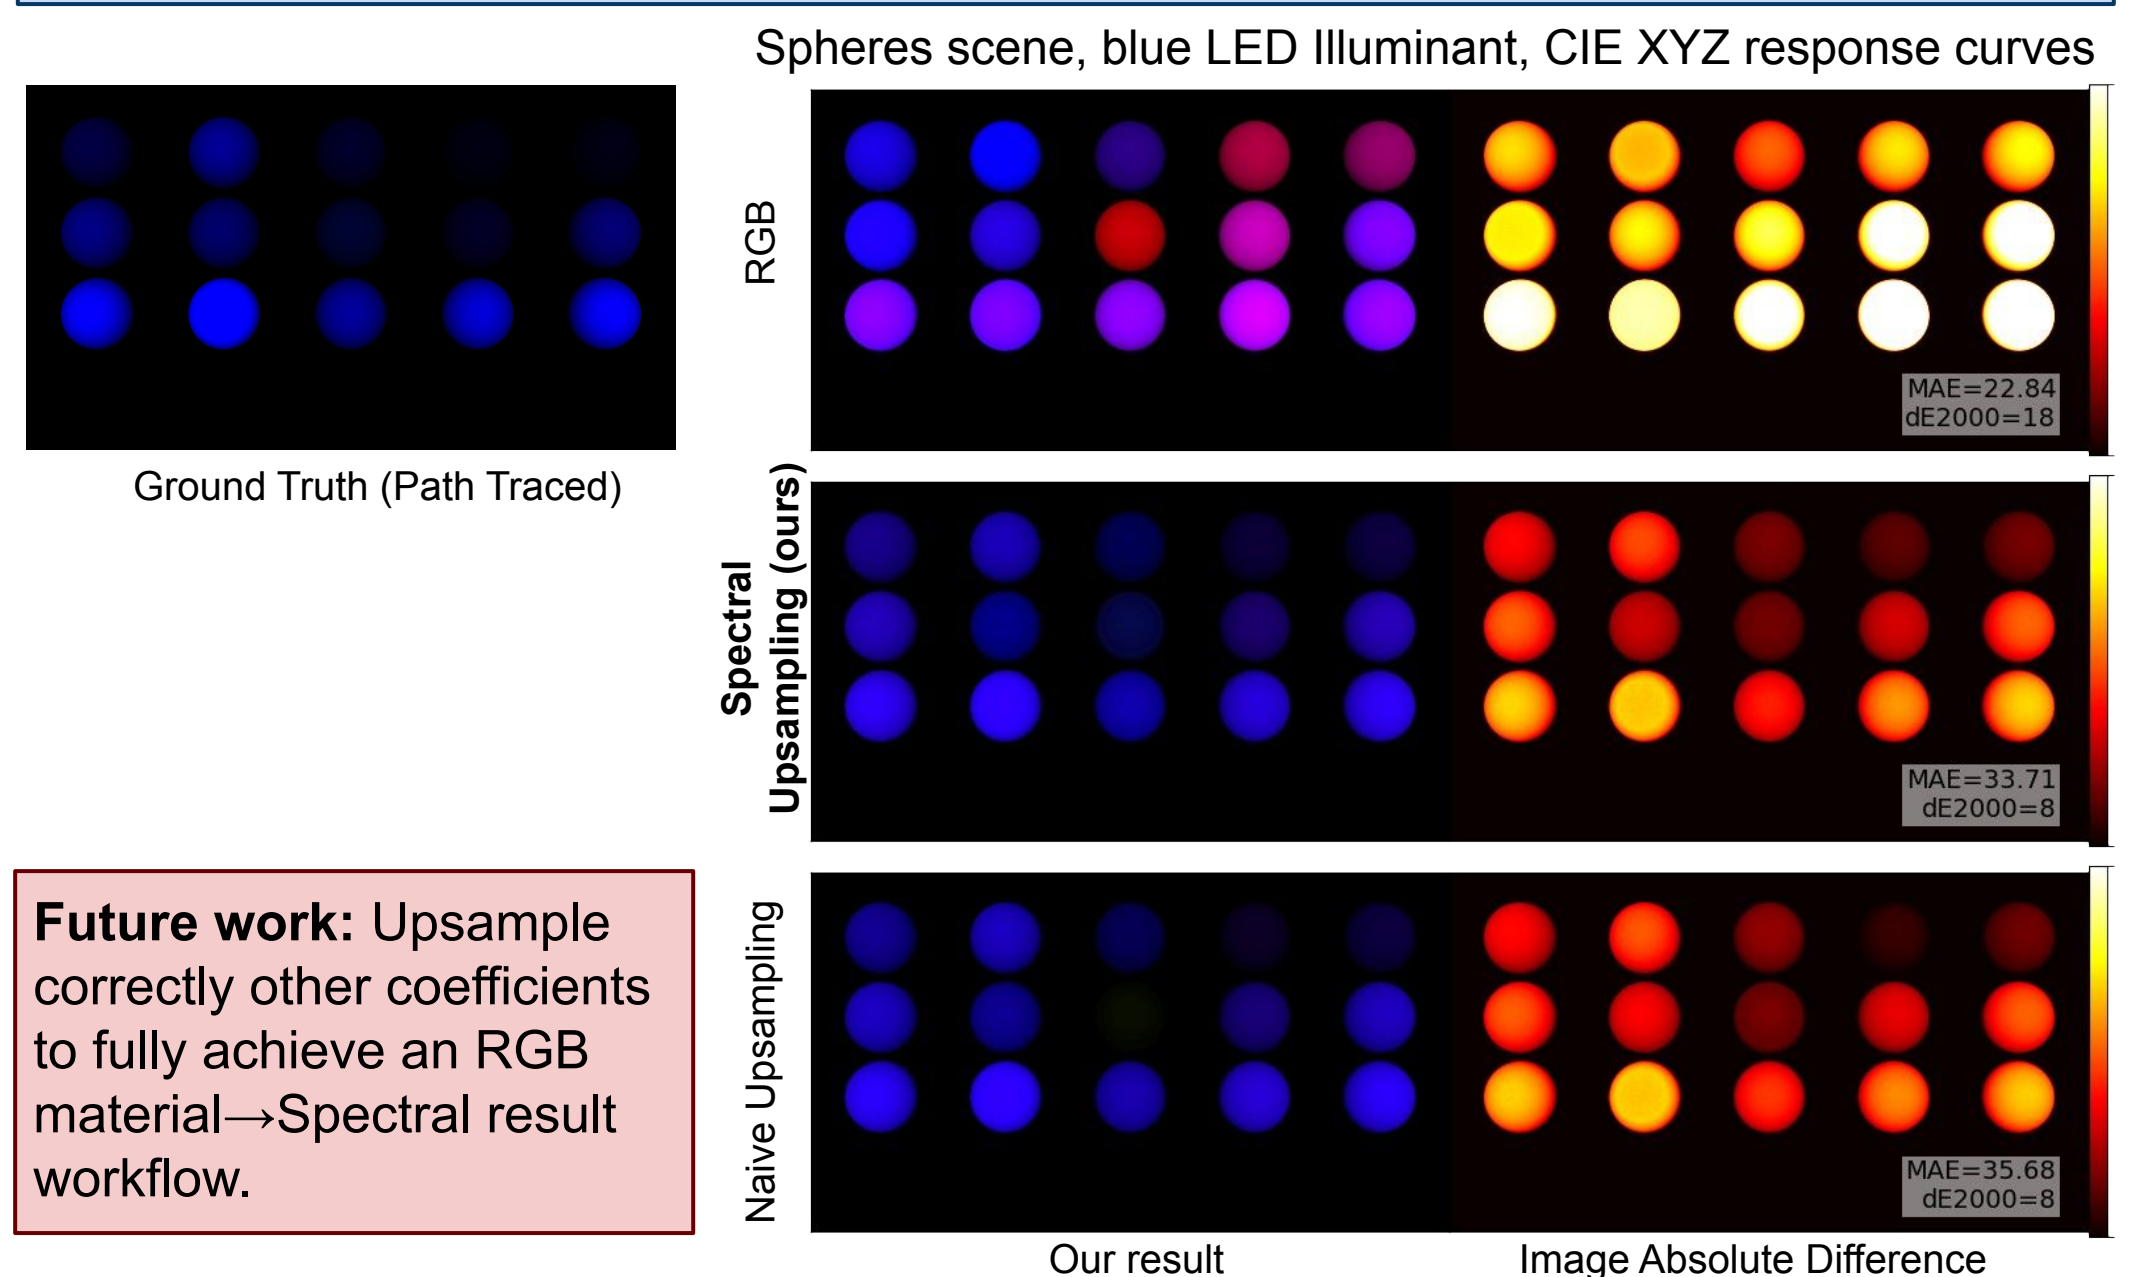 Spheres scene, blue LED Illuminant, CIE XYZ response curves
Ground Truth (Path Traced)
RGB
MAE=22.84
dE2000=18
Spectral
Upsampling (ours)
MAE=33.71
dE2000=8
Naive Upsampling
MAE=35.68
dE2000=8
Our result
Image Absolute Difference
Future work: Upsample
correctly other coefficients
to fully achieve an RGB
material→Spectral result
workflow.